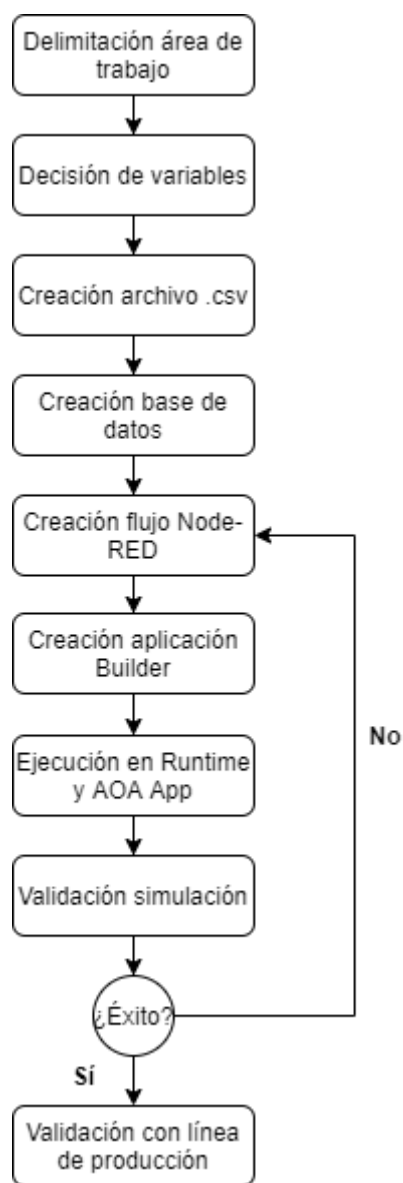 Delimitación área de
trabajo
Decisión de variables
Creación archivo .csv
Creación base de
datos
Creación flujo Node-
RED
Creación aplicación
Builder
Ejecución en Runtime
y AOA App
Validación simulación
¿Éxito?
No
Sí
Validación con línea
de producción